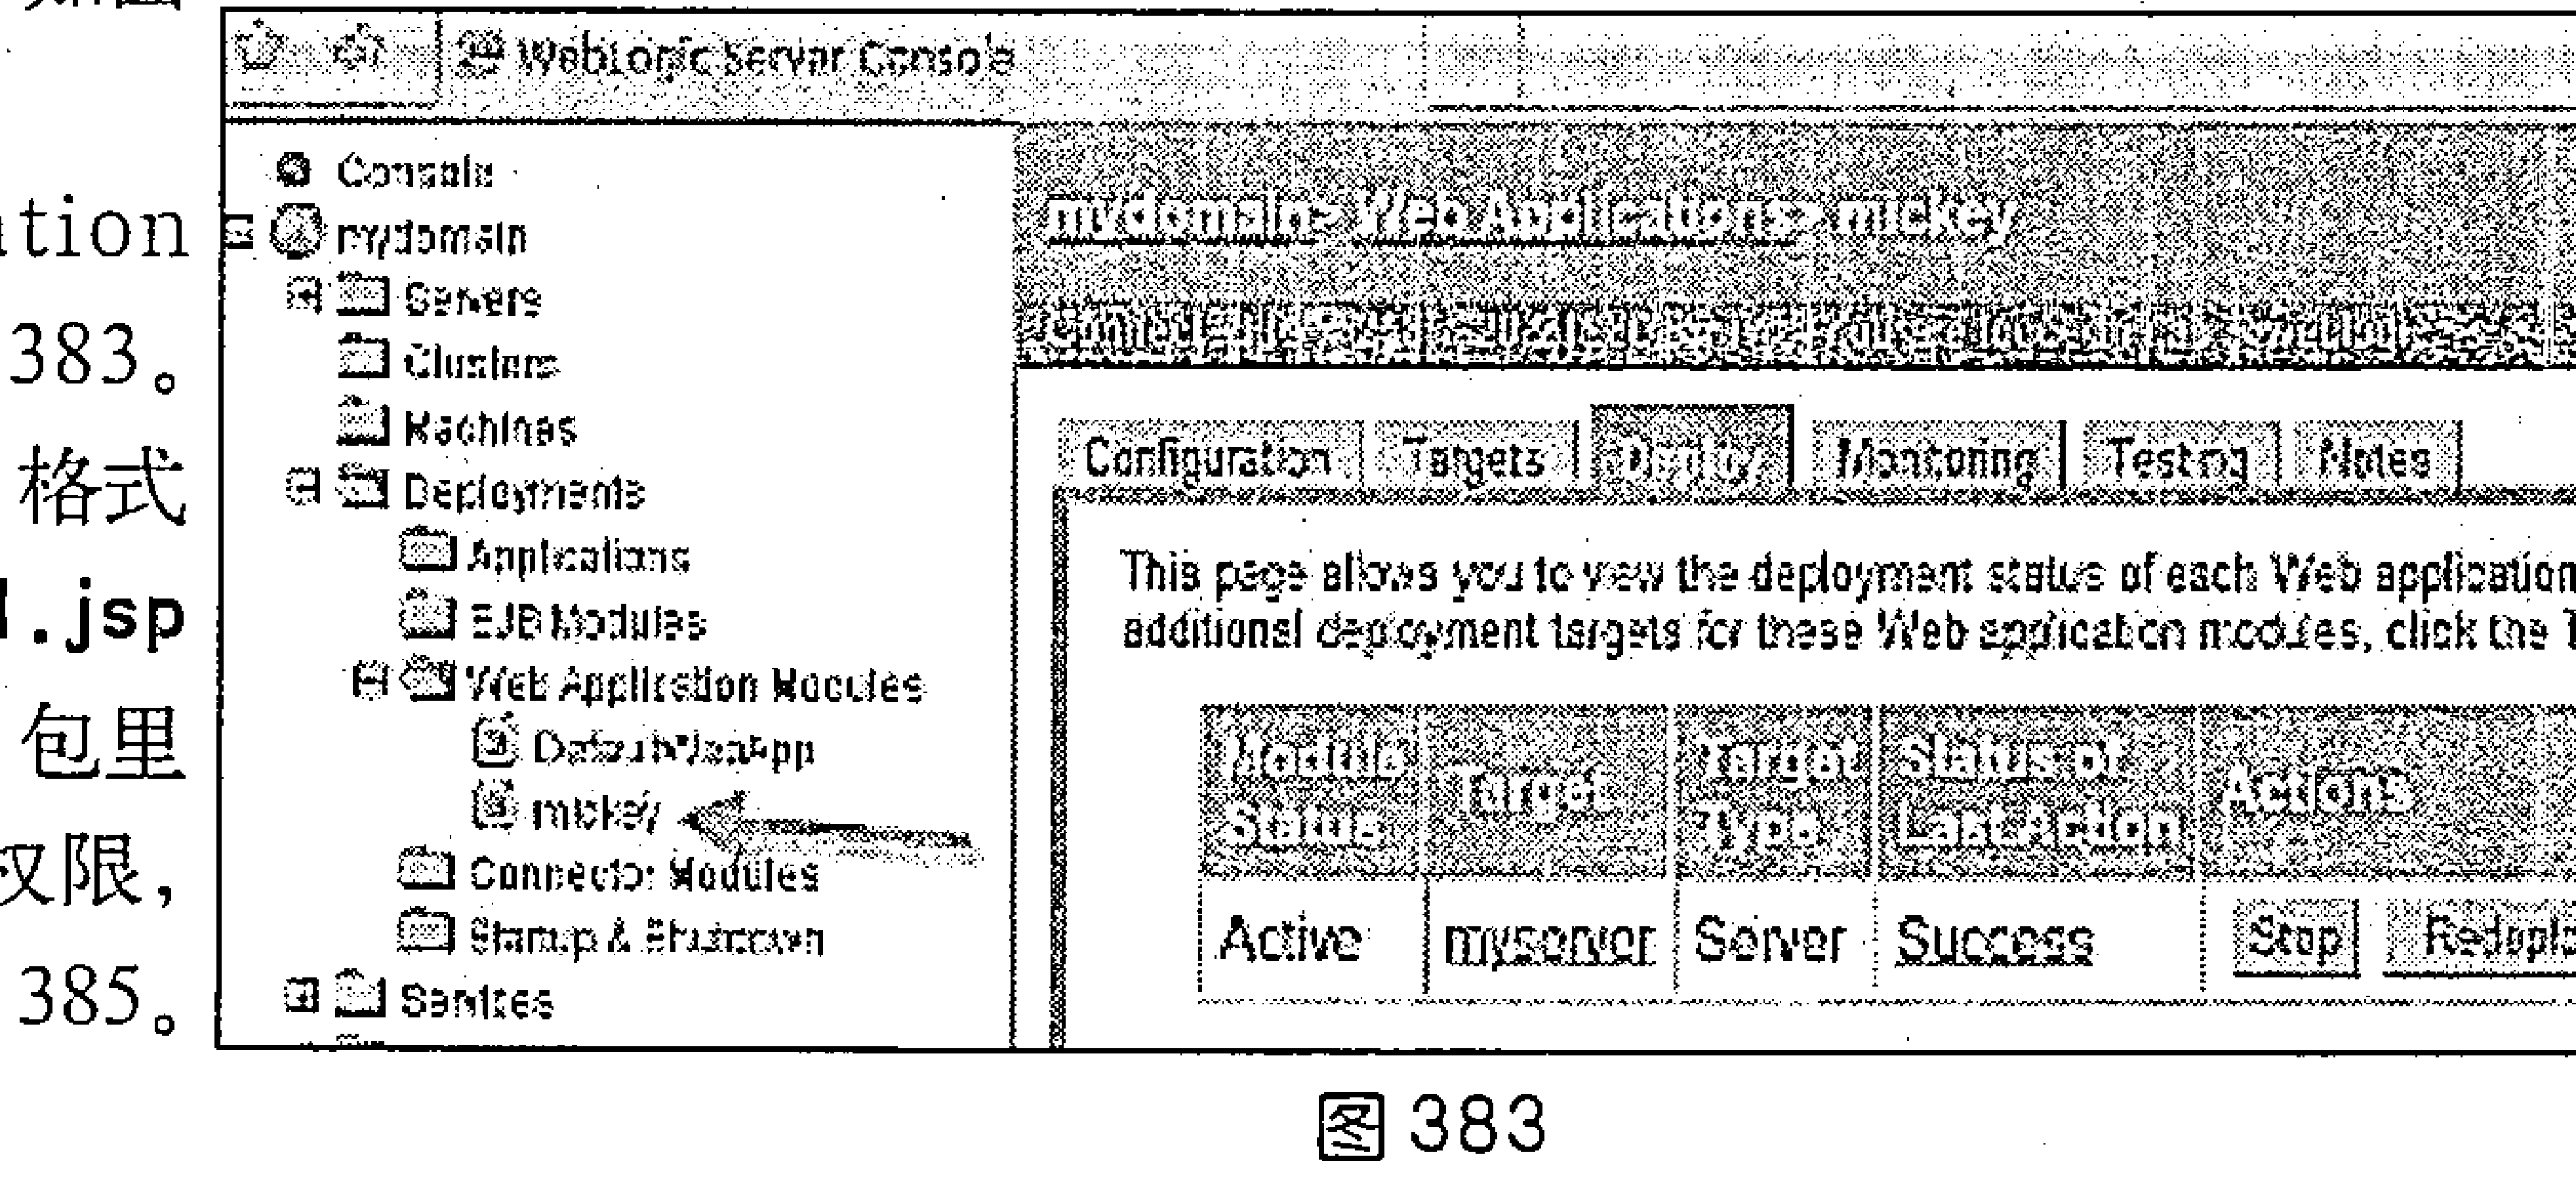 ation
383。
格式
l.jsp
包里
权限，
385。
WebLogic Server Console
Console
mydomain
Servers
Clusters
Machines
Deployments
Applications
EJB Modules
Web Application Modules
DefaultWebApp
mickey
Connector Modules
Startup & Shutdown
Services
mydomain> Web Applications> mickey
Configuration Targets Deploy Monitoring Testing Notes
This page allows you to view the deployment status of each Web application
additional deployment targets for these Web application modules, click the T
Module Status Target Target Type Status of Last Action Actions
Active myserver Server Success Stop Redeplo
图 383